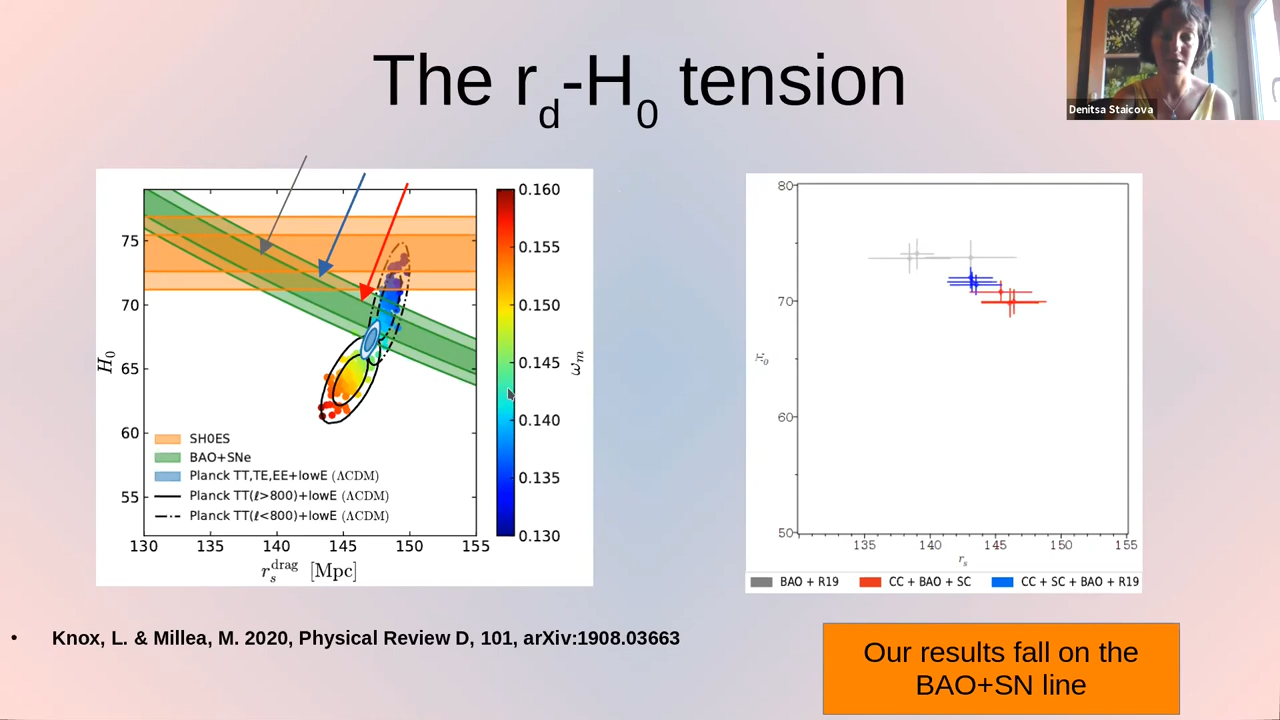 The r_d-H_0 tension
Denitsa Staicova
75
70
65
60
55
H_0
130 135 140 145 150 155
r_s^drag [Mpc]
SH0ES
BAO+SNe
Planck TT,TE,EE+lowE (ΛCDM)
Planck TT(ℓ>800)+lowE (ΛCDM)
Planck TT(ℓ<800)+lowE (ΛCDM)
0.160
0.155
0.150
0.145
0.140
0.135
0.130
ω_m
80
70
60
50
135 140 145 150 155
r_s
BAO + R19 CC + BAO + SC CC + SC + BAO + R19
• Knox, L. & Millea, M. 2020, Physical Review D, 101, arXiv:1908.03663
Our results fall on the
BAO+SN line